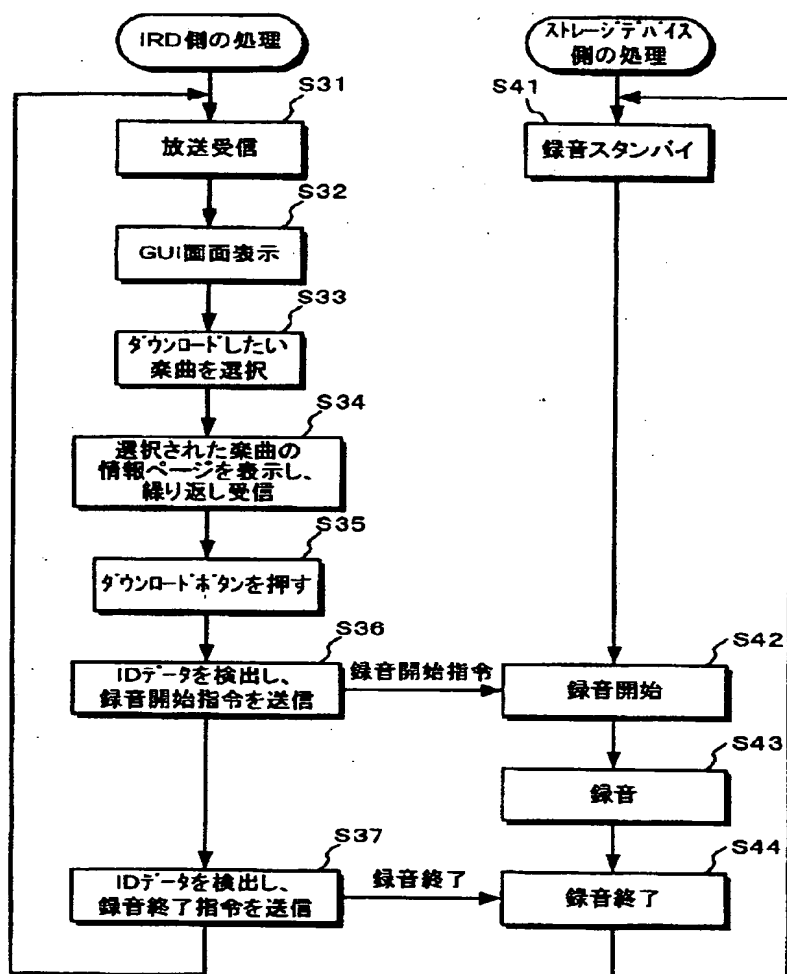 IRD側の処理
S31
放送受信
S32
GUI画面表示
S33
ダウンロードしたい
楽曲を選択
S34
選択された楽曲の
情報ページを表示し、
繰り返し受信
S35
ダウンロードボタンを押す
S36
IDデータを検出し、
録音開始指令を送信
録音開始指令
S37
IDデータを検出し、
録音終了指令を送信
録音終了
ストレージデバイス
側の処理
S41
録音スタンバイ
S42
録音開始
S43
録音
S44
録音終了